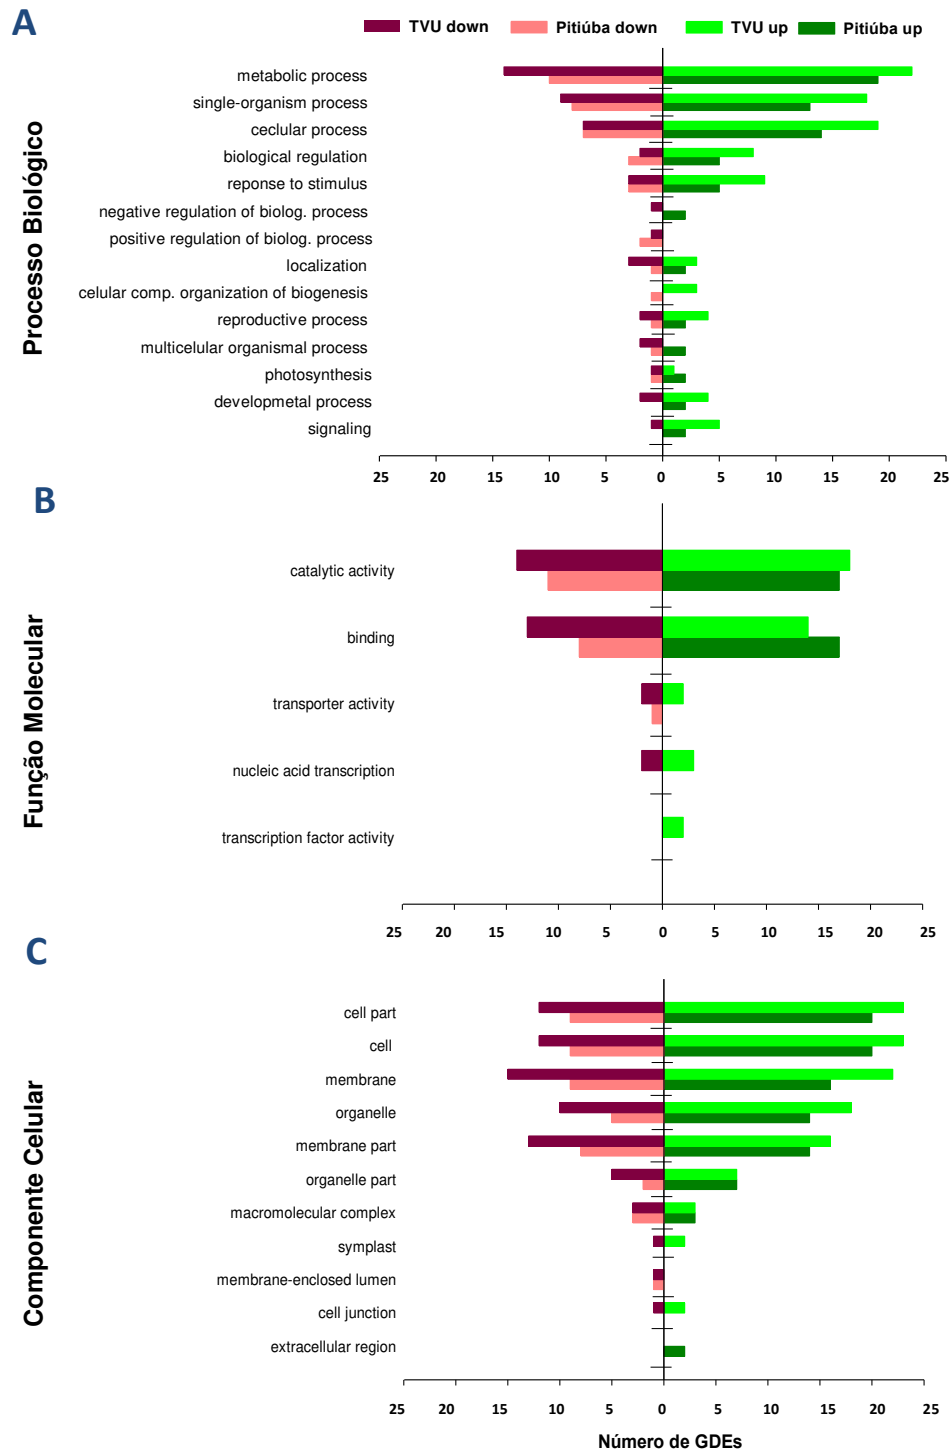 A
TVU down Pitiúba down TVU up Pitiúba up
Processo Biológico
metabolic process
single-organism process
ceclular process
biological regulation
reponse to stimulus
negative regulation of biolog. process
positive regulation of biolog. process
localization
celular comp. organization of biogenesis
reproductive process
multicelular organismal process
photosynthesis
developmetal process
signaling
25 20 15 10 5 0 5 10 15 20 25
B
Função Molecular
catalytic activity
binding
transporter activity
nucleic acid transcription
transcription factor activity
25 20 15 10 5 0 5 10 15 20 25
C
Componente Celular
cell part
cell
membrane
organelle
membrane part
organelle part
macromolecular complex
symplast
membrane-enclosed lumen
cell junction
extracellular region
25 20 15 10 5 0 5 10 15 20 25
Número de GDEs